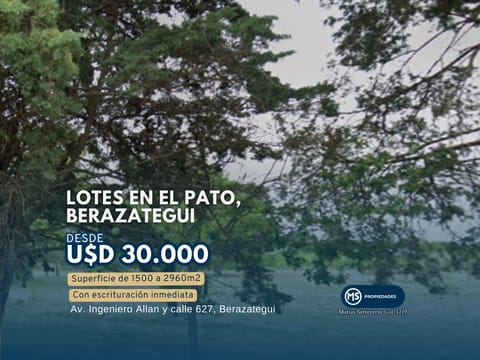 LOTES EN EL PATO,
BERAZATEGUI
DESDE
U$D 30.000
Superficie de 1500 a 2960m2
Con escrituración inmediata
Av. Ingeniero Allan y calle 627, Berazategui
MS PROPIEDADES
Matías Settecerze Col. 1219